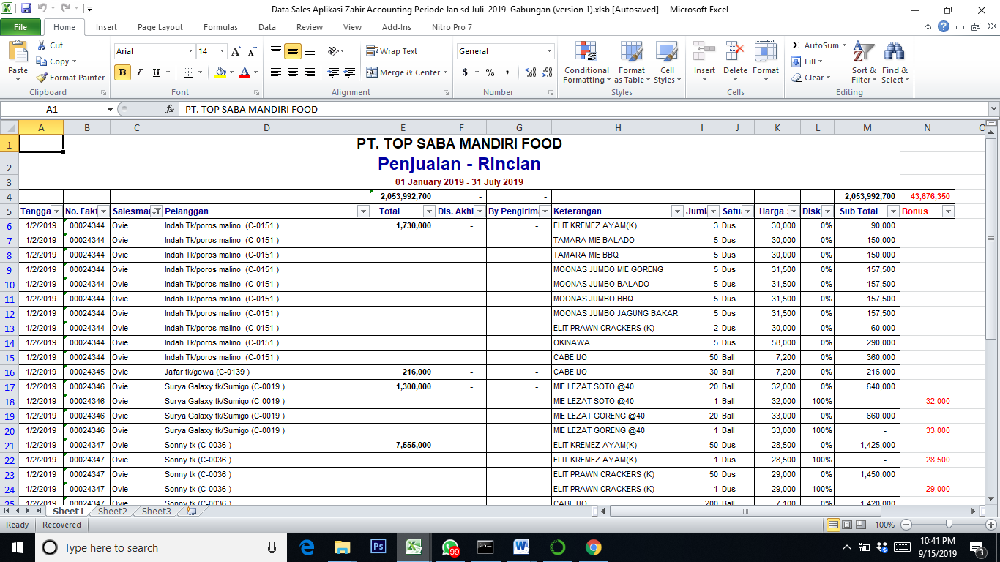 Data Sales Aplikasi Zahir Accounting Periode Jan sd Juli 2019 Gabungan (version 1).xlsb [Autosaved] - Microsoft Excel
File Home Insert Page Layout Formulas Data Review View Add-Ins Nitro Pro 7
Cut
Copy
Format Painter
Paste
Clipboard
Arial 14
B I U
Font
Wrap Text
Merge & Center
Alignment
General
$ % ,
Number
Conditional Formatting
Format as Table
Cell Styles
Styles
Insert Delete Format
Cells
AutoSum
Fill
Clear
Sort & Filter
Find & Select
Editing
A1 fx PT. TOP SABA MANDIRI FOOD
A B C D E F G H I J K L M N O
1 PT. TOP SABA MANDIRI FOOD
2 Penjualan - Rincian
3 01 January 2019 - 31 July 2019
4 2,053,992,700 - - 2,053,992,700 43,676,350
5 Tangga No. Fakt Salesma Pelanggan Total Dis. Akhi By Pengirim Keterangan Juml Satu Harga Disk Sub Total Bonus
6 1/2/2019 00024344 Ovie Indah Tk/poros malino (C-0151 ) 1,730,000 - - ELIT KREMEZ AYAM(K) 3 Dus 30,000 0% 90,000
7 1/2/2019 00024344 Ovie Indah Tk/poros malino (C-0151 ) TAMARA MIE BALADO 5 Dus 30,000 0% 150,000
8 1/2/2019 00024344 Ovie Indah Tk/poros malino (C-0151 ) TAMARA MIE BBQ 5 Dus 30,000 0% 150,000
9 1/2/2019 00024344 Ovie Indah Tk/poros malino (C-0151 ) MOONAS JUMBO MIE GORENG 5 Dus 31,500 0% 157,500
10 1/2/2019 00024344 Ovie Indah Tk/poros malino (C-0151 ) MOONAS JUMBO BALADO 5 Dus 31,500 0% 157,500
11 1/2/2019 00024344 Ovie Indah Tk/poros malino (C-0151 ) MOONAS JUMBO BBQ 5 Dus 31,500 0% 157,500
12 1/2/2019 00024344 Ovie Indah Tk/poros malino (C-0151 ) MOONAS JUMBO JAGUNG BAKAR 5 Dus 31,500 0% 157,500
13 1/2/2019 00024344 Ovie Indah Tk/poros malino (C-0151 ) ELIT PRAWN CRACKERS (K) 2 Dus 30,000 0% 60,000
14 1/2/2019 00024344 Ovie Indah Tk/poros malino (C-0151 ) OKINAWA 5 Dus 58,000 0% 290,000
15 1/2/2019 00024344 Ovie Indah Tk/poros malino (C-0151 ) CABE IJO 50 Ball 7,200 0% 360,000
16 1/2/2019 00024345 Ovie Jafar tk/gowa (C-0139 ) 216,000 - - CABE IJO 30 Ball 7,200 0% 216,000
17 1/2/2019 00024346 Ovie Surya Galaxy tk/Sumigo (C-0019 ) 1,300,000 - - MIE LEZAT SOTO @40 20 Ball 32,000 0% 640,000
18 1/2/2019 00024346 Ovie Surya Galaxy tk/Sumigo (C-0019 ) MIE LEZAT SOTO @40 1 Ball 32,000 100% - 32,000
19 1/2/2019 00024346 Ovie Surya Galaxy tk/Sumigo (C-0019 ) MIE LEZAT GORENG @40 20 Ball 33,000 0% 660,000
20 1/2/2019 00024346 Ovie Surya Galaxy tk/Sumigo (C-0019 ) MIE LEZAT GORENG @40 1 Ball 33,000 100% - 33,000
21 1/2/2019 00024347 Ovie Sonny tk (C-0036 ) 7,555,000 - - ELIT KREMEZ AYAM(K) 50 Dus 28,500 0% 1,425,000
22 1/2/2019 00024347 Ovie Sonny tk (C-0036 ) ELIT KREMEZ AYAM(K) 1 Dus 28,500 100% - 28,500
23 1/2/2019 00024347 Ovie Sonny tk (C-0036 ) ELIT PRAWN CRACKERS (K) 50 Dus 29,000 0% 1,450,000
24 1/2/2019 00024347 Ovie Sonny tk (C-0036 ) ELIT PRAWN CRACKERS (K) 1 Dus 29,000 100% - 29,000
25 1/2/2019 00024347 Ovie Sonny tk (C-0036 ) CABE IJO 200 Ball 7,100 0% 1,420,000
Sheet1 Sheet2 Sheet3
Ready Recovered 100%
Type here to search
Ps
99
W
10:41 PM
9/15/2019
3